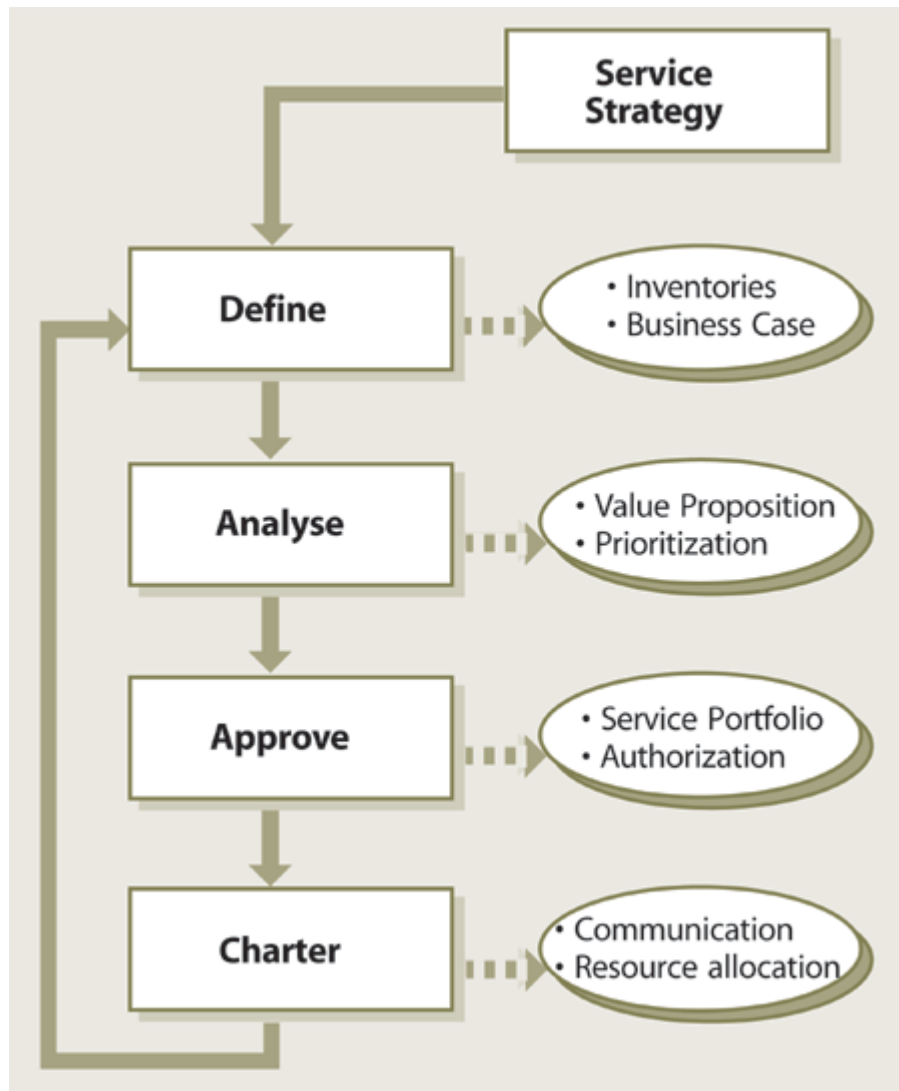 Service
Strategy
Define
• Inventories
• Business Case
Analyse
• Value Proposition
• Prioritization
Approve
• Service Portfolio
• Authorization
Charter
• Communication
• Resource allocation